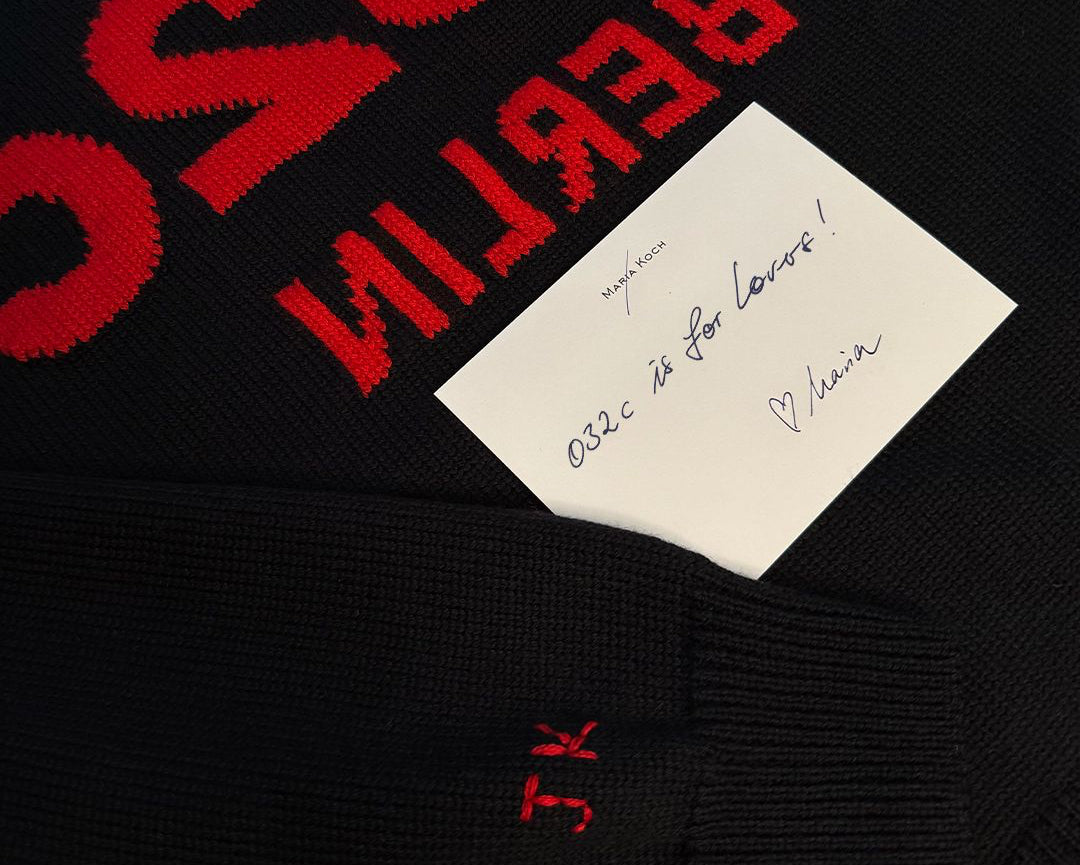 BERLIN
MARIA KOCH
032c is for Lovers!
♡ Maria
JK